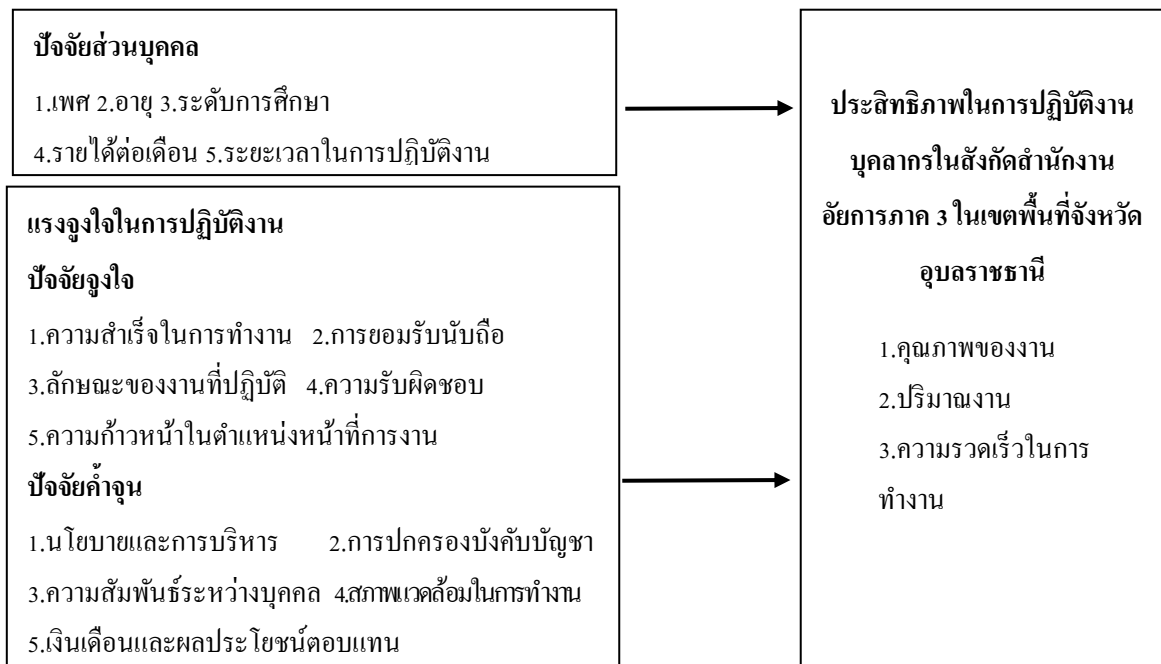 ปัจจัยส่วนบุคคล
1.เพศ 2.อายุ 3.ระดับการศึกษา
4.รายได้ต่อเดือน 5.ระยะเวลาในการปฏิบัติงาน
แรงจูงใจในการปฏิบัติงาน
ปัจจัยจูงใจ
1.ความสำเร็จในการทำงาน 2.การยอมรับนับถือ
3.ลักษณะของงานที่ปฏิบัติ 4.ความรับผิดชอบ
5.ความก้าวหน้าในตำแหน่งหน้าที่การงาน
ปัจจัยค้ำจุน
1.นโยบายและการบริหาร 2.การปกครองบังคับบัญชา
3.ความสัมพันธ์ระหว่างบุคคล 4.สภาพแวดล้อมในการทำงาน
5.เงินเดือนและผลประโยชน์ตอบแทน
ประสิทธิภาพในการปฏิบัติงาน
บุคลากรในสังกัดสำนักงาน
อัยการภาค 3 ในเขตพื้นที่จังหวัด
อุบลราชธานี
1.คุณภาพของงาน
2.ปริมาณงาน
3.ความรวดเร็วในการ
ทำงาน